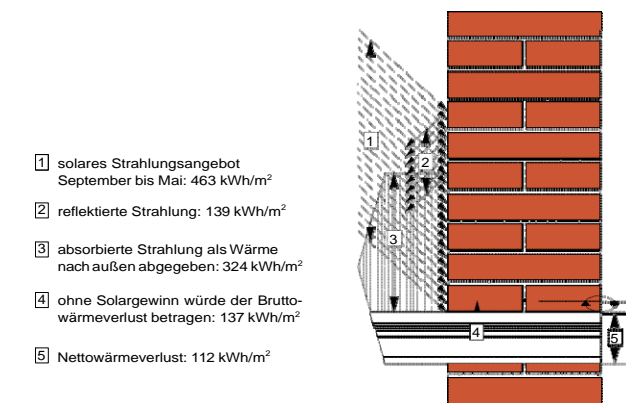 1 solares Strahlungsangebot
September bis Mai: 463 kWh/m²
2 reflektierte Strahlung: 139 kWh/m²
3 absorbierte Strahlung als Wärme
nach außen abgegeben: 324 kWh/m²
4 ohne Solargewinn würde der Brutto-
wärmeverlust betragen: 137 kWh/m²
5 Nettowärmeverlust: 112 kWh/m²
1
2
3
4
5